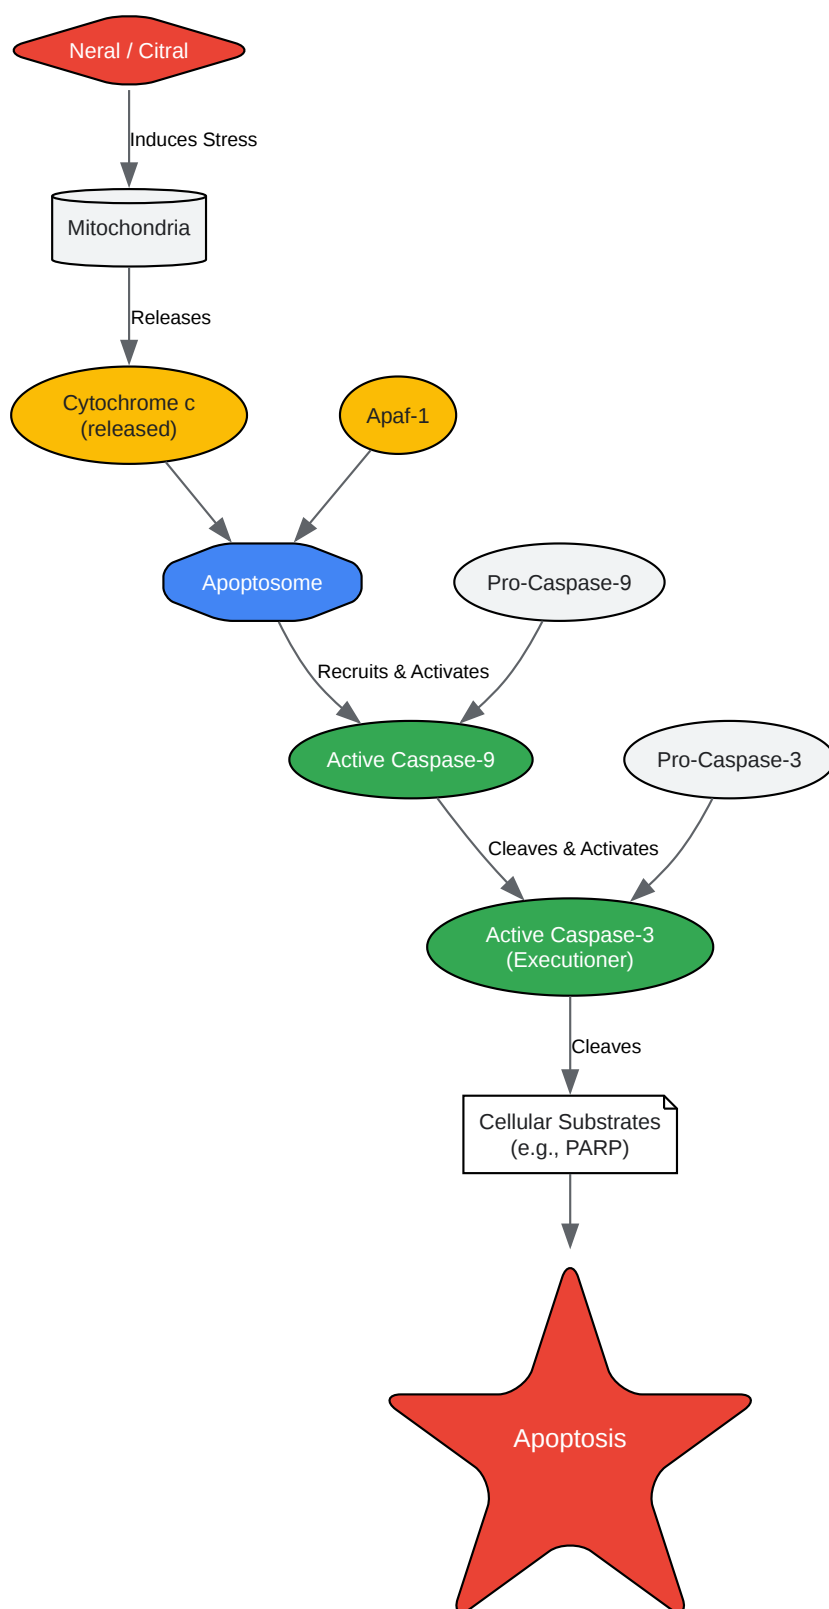 Neral / Citral
Induces Stress
Mitochondria
Releases
Cytochrome c
(released)
Apaf-1
Apoptosome
Pro-Caspase-9
Recruits & Activates
Active Caspase-9
Pro-Caspase-3
Cleaves & Activates
Active Caspase-3
(Executioner)
Cleaves
Cellular Substrates
(e.g., PARP)
Apoptosis